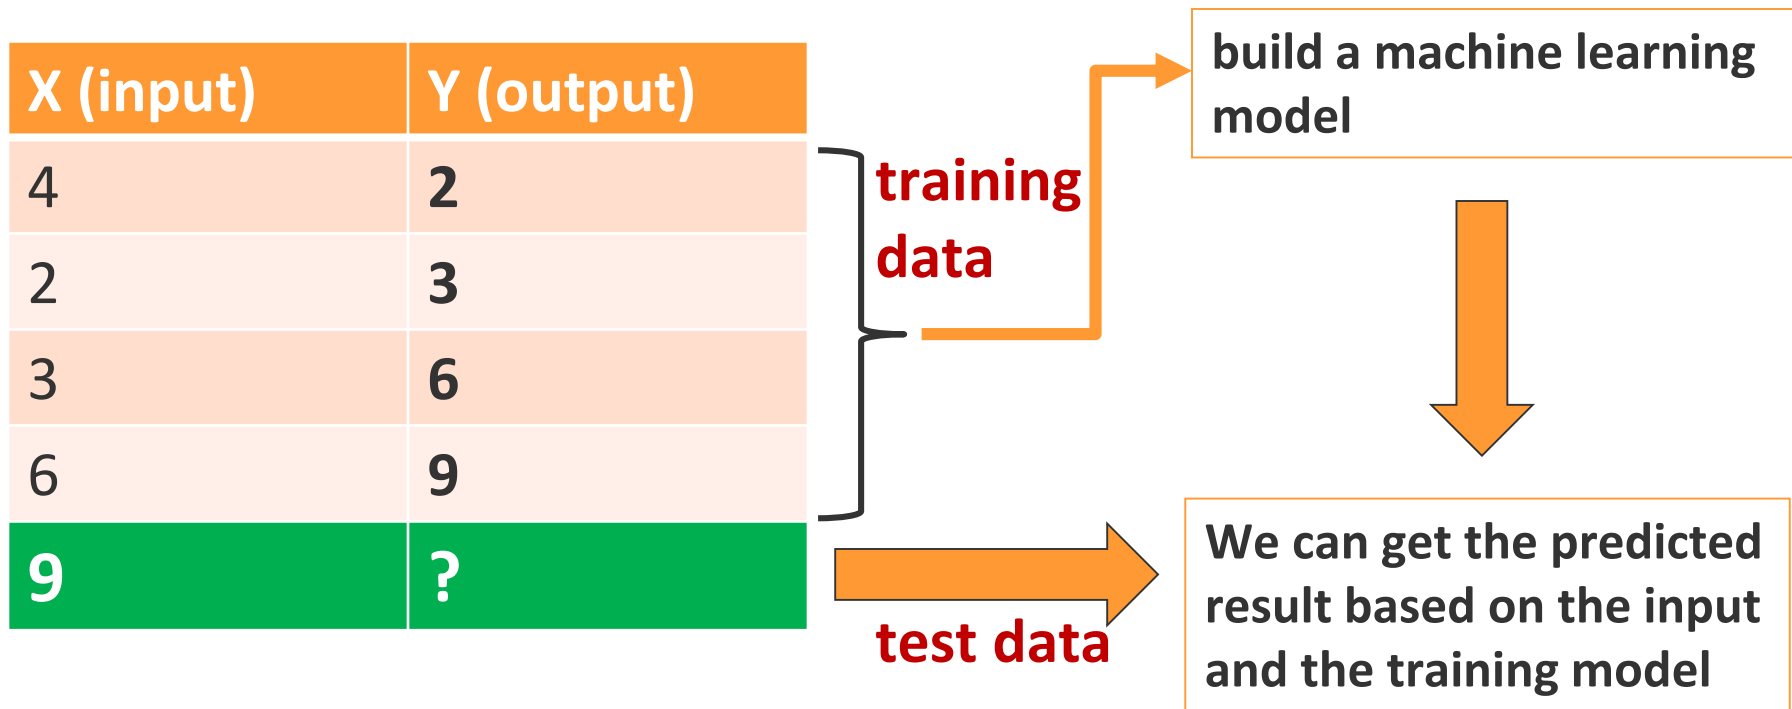 X (input) Y (output)
4 2
2 3
3 6
6 9
9 ?
training
data
test data
build a machine learning
model
We can get the predicted
result based on the input
and the training model